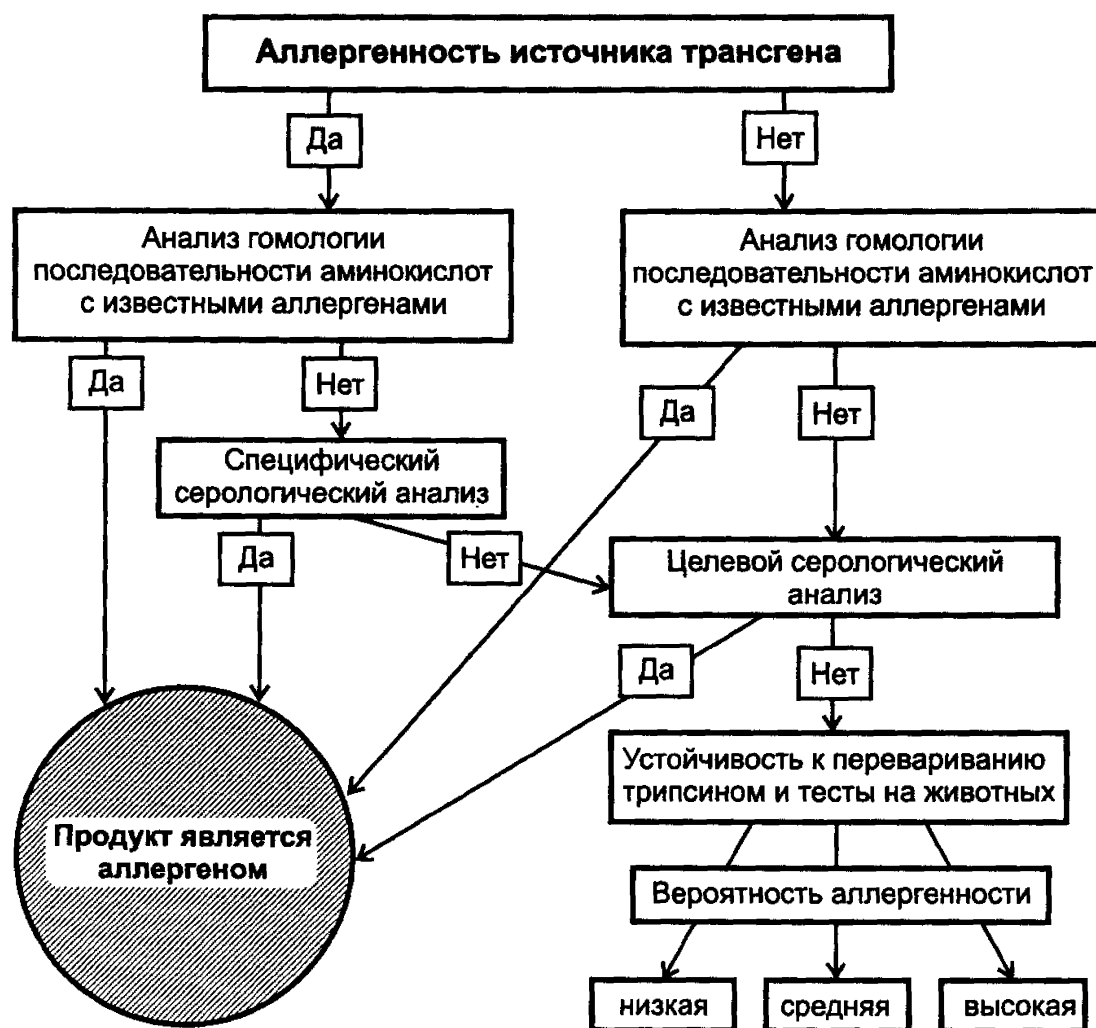 Аллергенность источника трансгена
Да
Нет
Анализ гомологии
последовательности аминокислот
с известными аллергенами
Анализ гомологии
последовательности аминокислот
с известными аллергенами
Да
Нет
Да
Нет
Специфический
серологический анализ
Да
Нет
Целевой серологический
анализ
Да
Нет
Устойчивость к перевариванию
трипсином и тесты на животных
Продукт является
аллергеном
Вероятность аллергенности
низкая
средняя
высокая